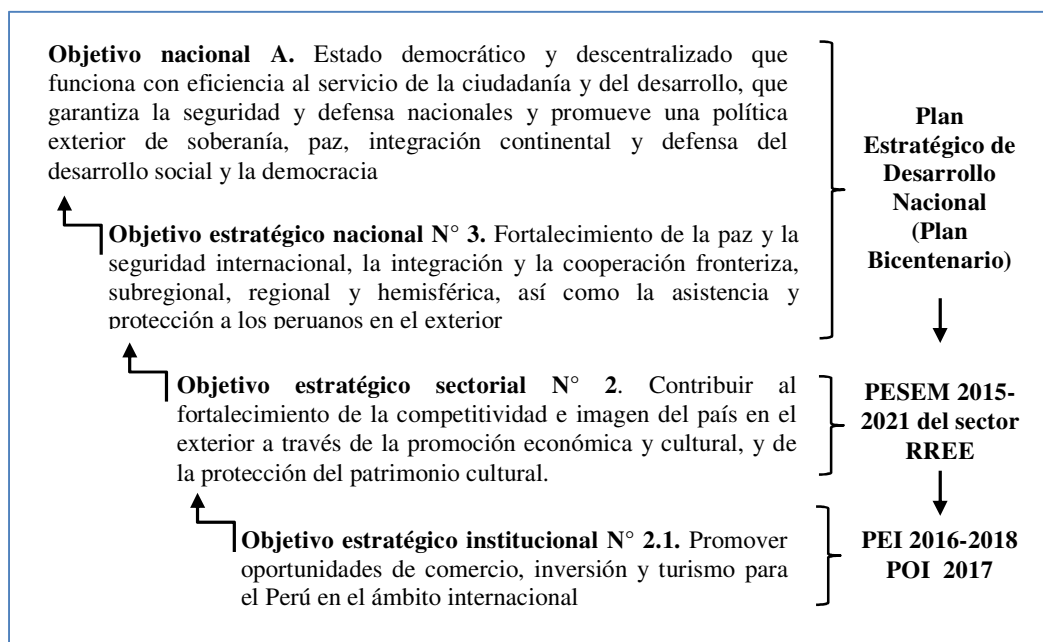 Objetivo nacional A. Estado democrático y descentralizado que
funciona con eficiencia al servicio de la ciudadanía y del desarrollo, que
garantiza la seguridad y defensa nacionales y promueve una política
exterior de soberanía, paz, integración continental y defensa del
desarrollo social y la democracia
Objetivo estratégico nacional N° 3. Fortalecimiento de la paz y la
seguridad internacional, la integración y la cooperación fronteriza,
subregional, regional y hemisférica, así como la asistencia y
protección a los peruanos en el exterior
Plan
Estratégico de
Desarrollo
Nacional
(Plan
Bicentenario)
Objetivo estratégico sectorial N° 2. Contribuir al
fortalecimiento de la competitividad e imagen del país en el
exterior a través de la promoción económica y cultural, y de
la protección del patrimonio cultural.
PESEM 2015-
2021 del sector
RREE
Objetivo estratégico institucional N° 2.1. Promover
oportunidades de comercio, inversión y turismo para
el Perú en el ámbito internacional
PEI 2016-2018
POI 2017